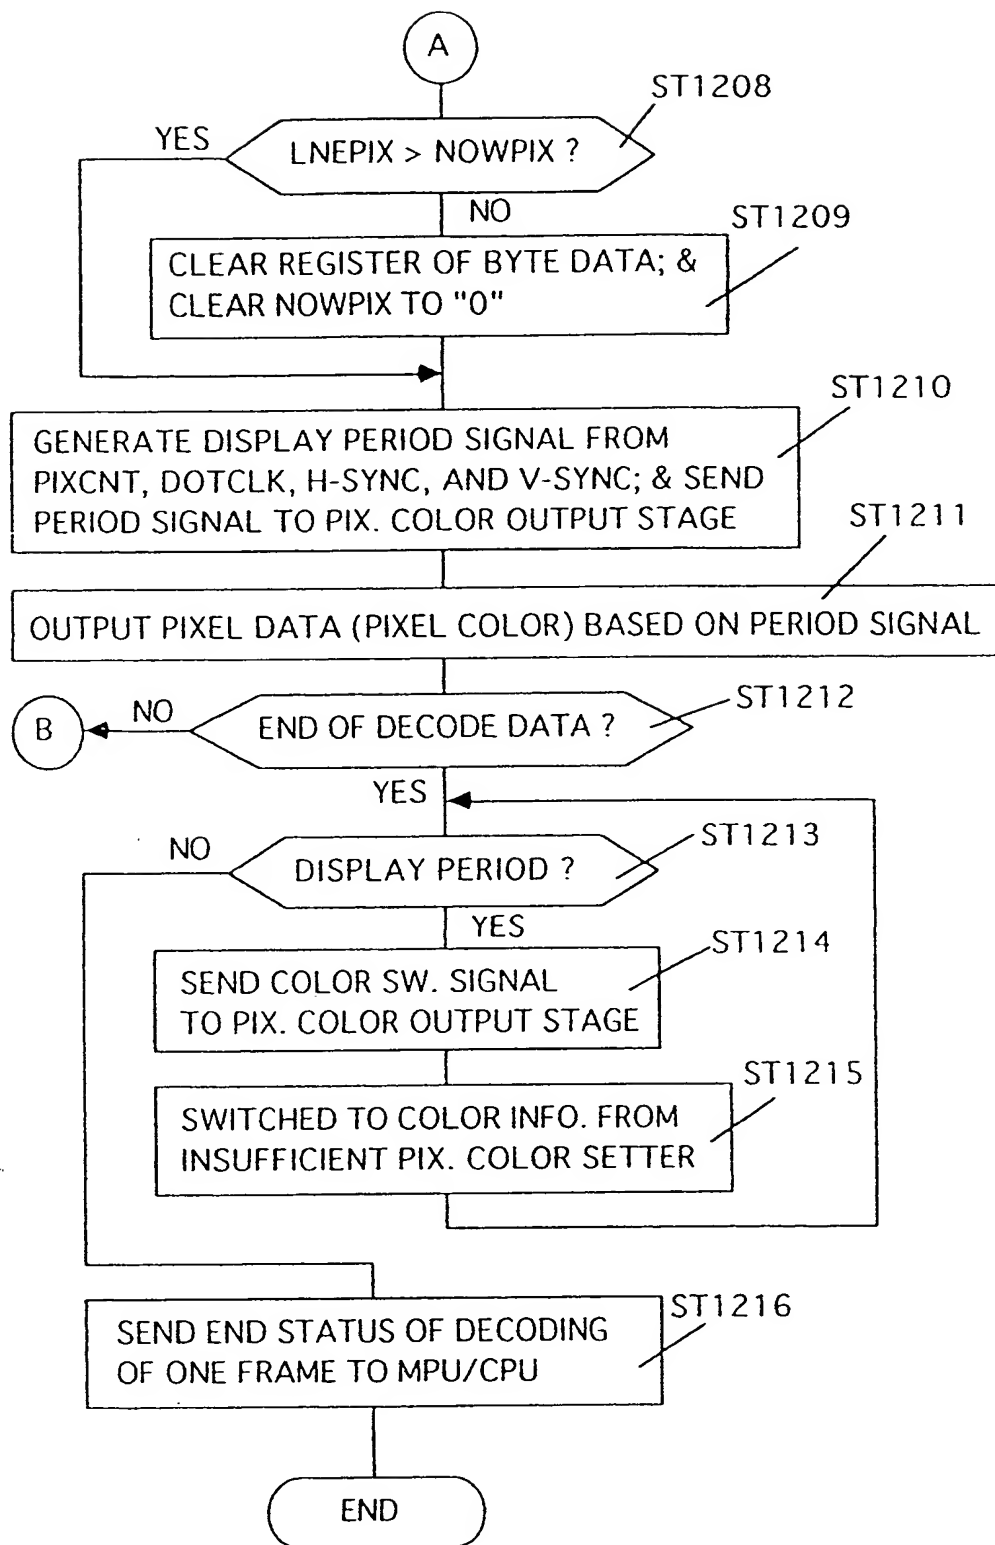 A
ST1208
YES
LNEPIX > NOWPIX ?
NO
ST1209
CLEAR REGISTER OF BYTE DATA; &
CLEAR NOWPIX TO "0"
ST1210
GENERATE DISPLAY PERIOD SIGNAL FROM
PIXCNT, DOTCLK, H-SYNC, AND V-SYNC; & SEND
PERIOD SIGNAL TO PIX. COLOR OUTPUT STAGE
ST1211
OUTPUT PIXEL DATA (PIXEL COLOR) BASED ON PERIOD SIGNAL
ST1212
B
NO
END OF DECODE DATA ?
YES
ST1213
NO
DISPLAY PERIOD ?
YES
ST1214
SEND COLOR SW. SIGNAL
TO PIX. COLOR OUTPUT STAGE
ST1215
SWITCHED TO COLOR INFO. FROM
INSUFFICIENT PIX. COLOR SETTER
ST1216
SEND END STATUS OF DECODING
OF ONE FRAME TO MPU/CPU
END